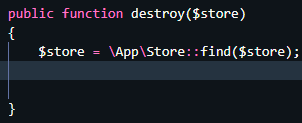 public function destroy($store)
{
    $store = \App\Store::find($store);
}